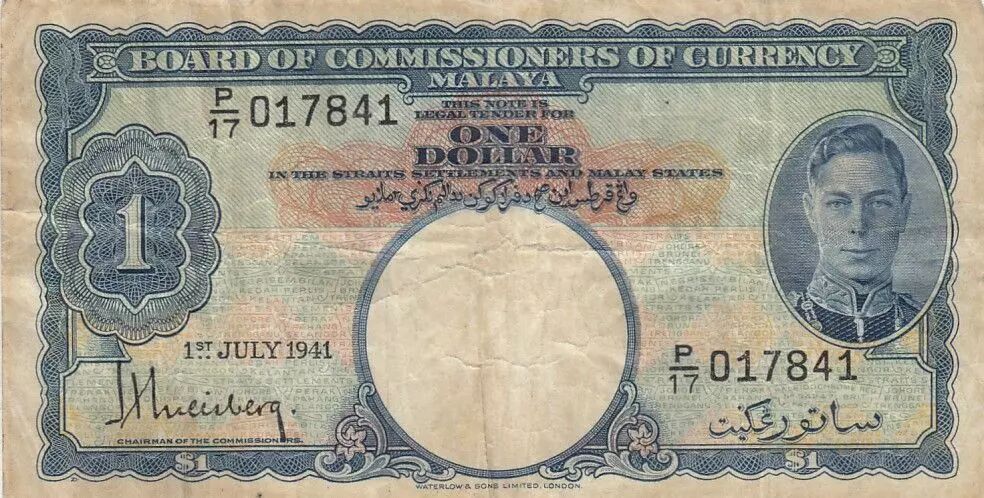 BOARD OF COMMISSIONERS OF CURRENCY
MALAYA
P/17 017841
THIS NOTE IS
LEGAL TENDER FOR
ONE
DOLLAR
IN THE STRAITS SETTLEMENTS AND MALAY STATES
1
1ST. JULY 1941
P/17 017841
CHAIRMAN OF THE COMMISSIONERS.
ساتو رڠݢيت
$1
$1
WATERLOW & SONS LIMITED, LONDON.